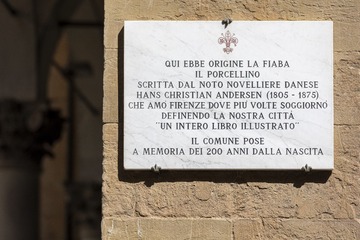 QUI EBBE ORIGINE LA FIABA
IL PORCELLINO
SCRITTA DAL NOTO NOVELLIERE DANESE
HANS CHRISTIAN ANDERSEN (1805 - 1875)
CHE AMÒ FIRENZE DOVE PIÙ VOLTE SOGGIORNÒ
DEFINENDO LA NOSTRA CITTÀ
"UN INTERO LIBRO ILLUSTRATO"
IL COMUNE POSE
A MEMORIA DEI 200 ANNI DALLA NASCITA